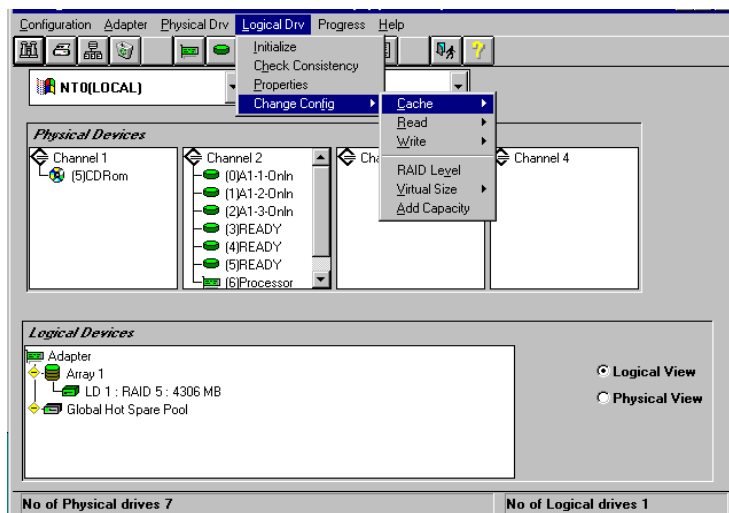 Configuration Adapter Physical Drv Logical Drv Progress Help
Initialize
Check Consistency
Properties
Change Config
NT0(LOCAL)
Cache
Read
Write
RAID Level
Virtual Size
Add Capacity
Physical Devices
Channel 1
(5)CDRom
Channel 2
(0)A1-1-Onln
(1)A1-2-Onln
(2)A1-3-Onln
(3)READY
(4)READY
(5)READY
(6)Processor
Channel 4
Logical Devices
Adapter
Array 1
LD 1 : RAID 5 : 4306 MB
Global Hot Spare Pool
Logical View
Physical View
No of Physical drives 7
No of Logical drives 1